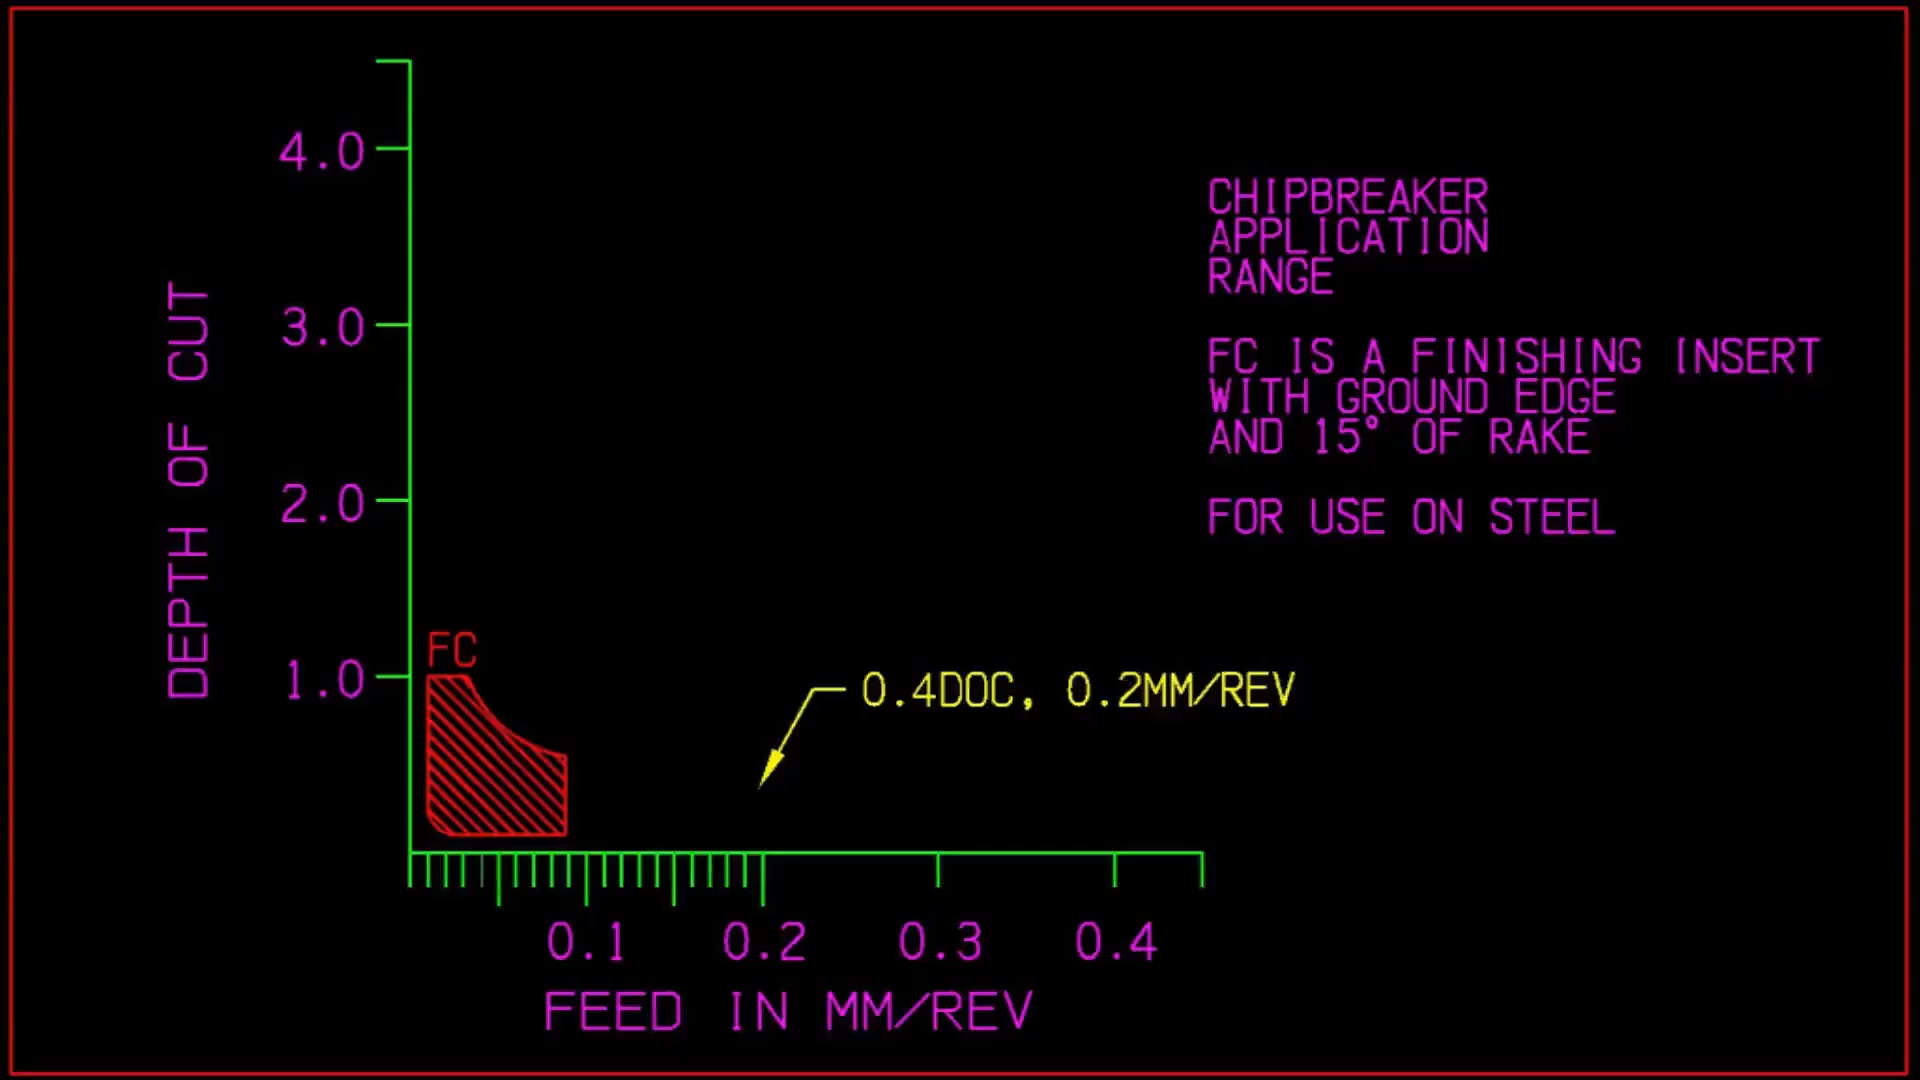 4.0
3.0
2.0
1.0
DEPTH OF CUT
FC
0.1 0.2 0.3 0.4
FEED IN MM/REV
0.4DOC, 0.2MM/REV
CHIPBREAKER
APPLICATION
RANGE
FC IS A FINISHING INSERT
WITH GROUND EDGE
AND 15° OF RAKE
FOR USE ON STEEL